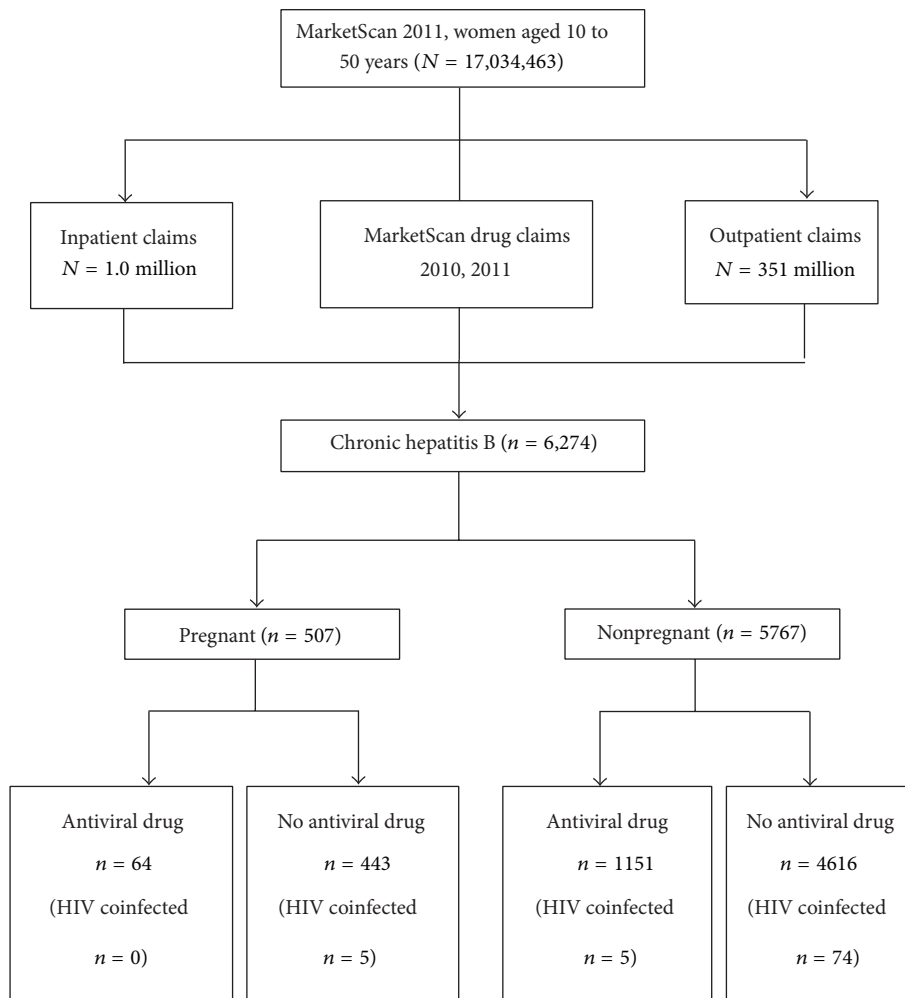 MarketScan 2011, women aged 10 to
50 years (N = 17,034,463)
Inpatient claims
N = 1.0 million
MarketScan drug claims
2010, 2011
Outpatient claims
N = 351 million
Chronic hepatitis B (n = 6,274)
Pregnant (n = 507)
Nonpregnant (n = 5767)
Antiviral drug
n = 64
(HIV coinfected
n = 0)
No antiviral drug
n = 443
(HIV coinfected
n = 5)
Antiviral drug
n = 1151
(HIV coinfected
n = 5)
No antiviral drug
n = 4616
(HIV coinfected
n = 74)